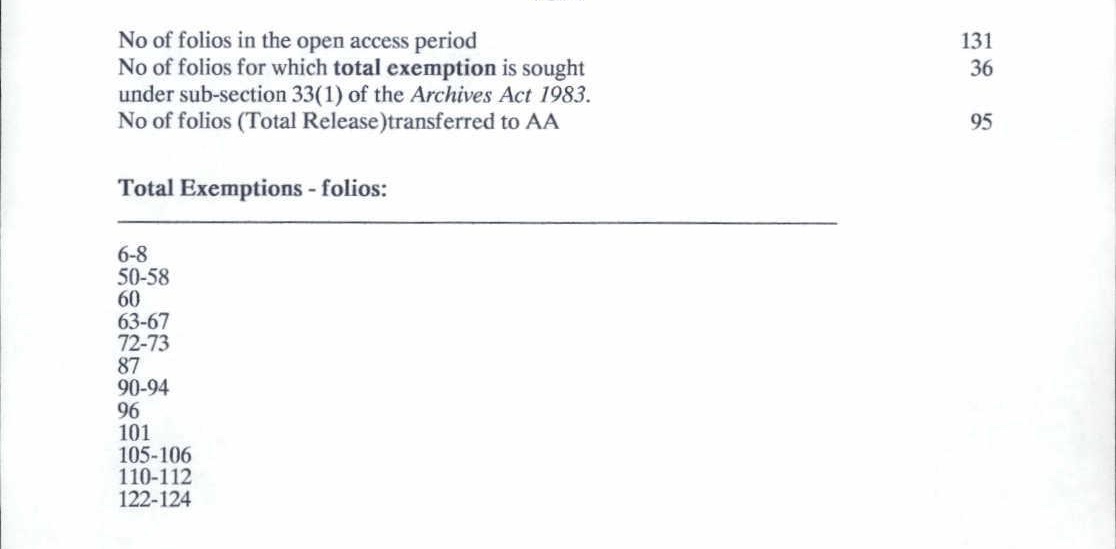 No of folios in the open access period 131
No of folios for which total exemption is sought 36
under sub-section 33(1) of the Archives Act 1983.
No of folios (Total Release)transferred to AA 95
Total Exemptions - folios:
6-8
50-58
60
63-67
72-73
87
90-94
96
101
105-106
110-112
122-124